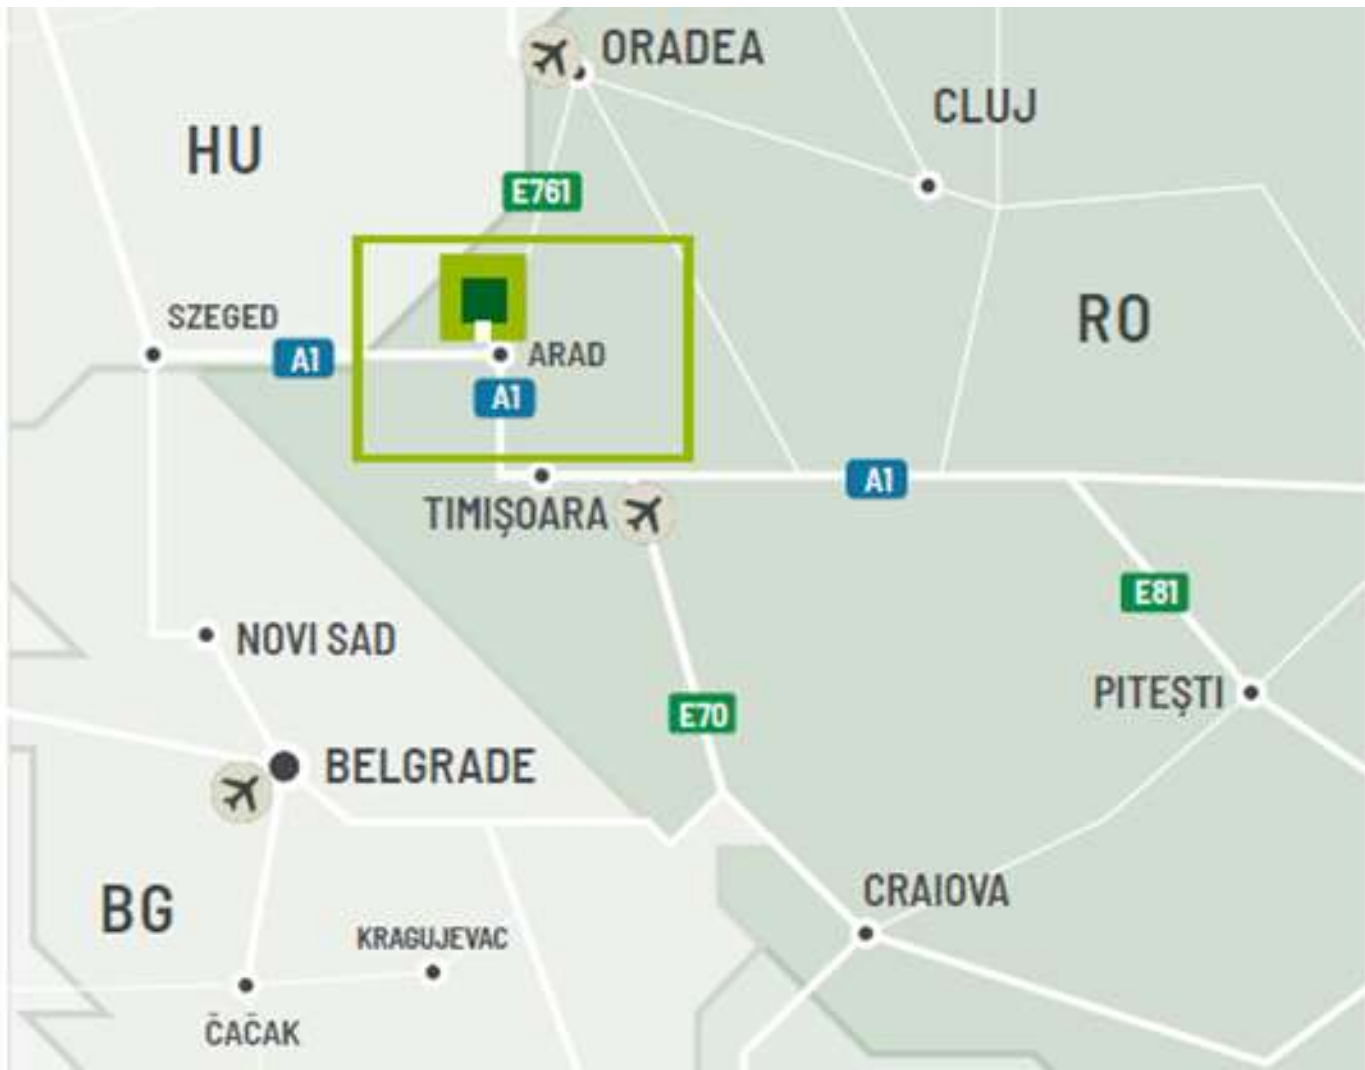 ORADEA
CLUJ
HU
E761
RO
SZEGED
A1
ARAD
A1
A1
TIMIŞOARA
E81
NOVI SAD
PITEŞTI
E70
BELGRADE
CRAIOVA
BG
KRAGUJEVAC
ČAČAK